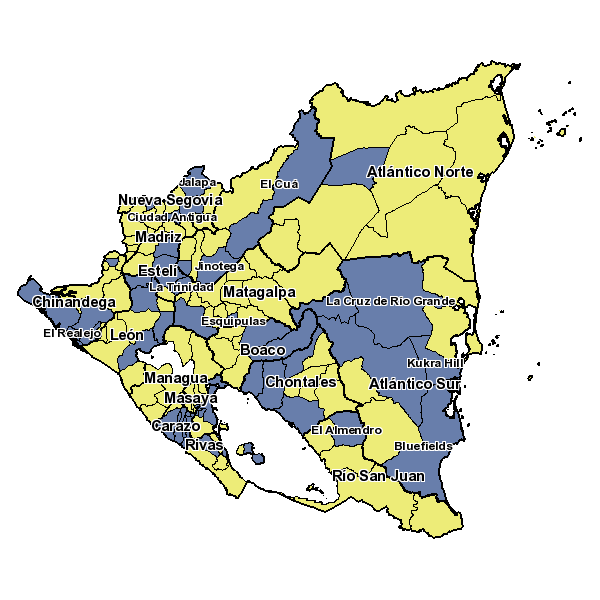 Atlántico Norte
Jalapa
El Cuá
Nueva Segovia
Ciudad Antigua
Madriz
Jinotega
Estelí
La Trinidad
Matagalpa
Chinandega
La Cruz de Rio Grande
Esquipulas
El Realejo
León
Boaco
Kukra Hill
Managua
Chontales
Atlántico Sur
Masaya
Carazo
El Almendro
Rivas
Bluefields
Río San Juan